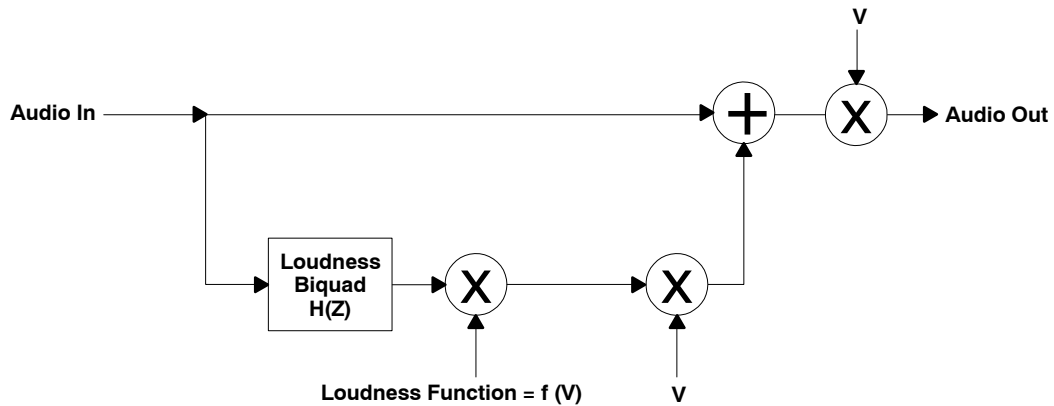 V
Audio In
+
X
Audio Out
Loudness
Biquad
H(Z)
X
X
Loudness Function = f (V)
V